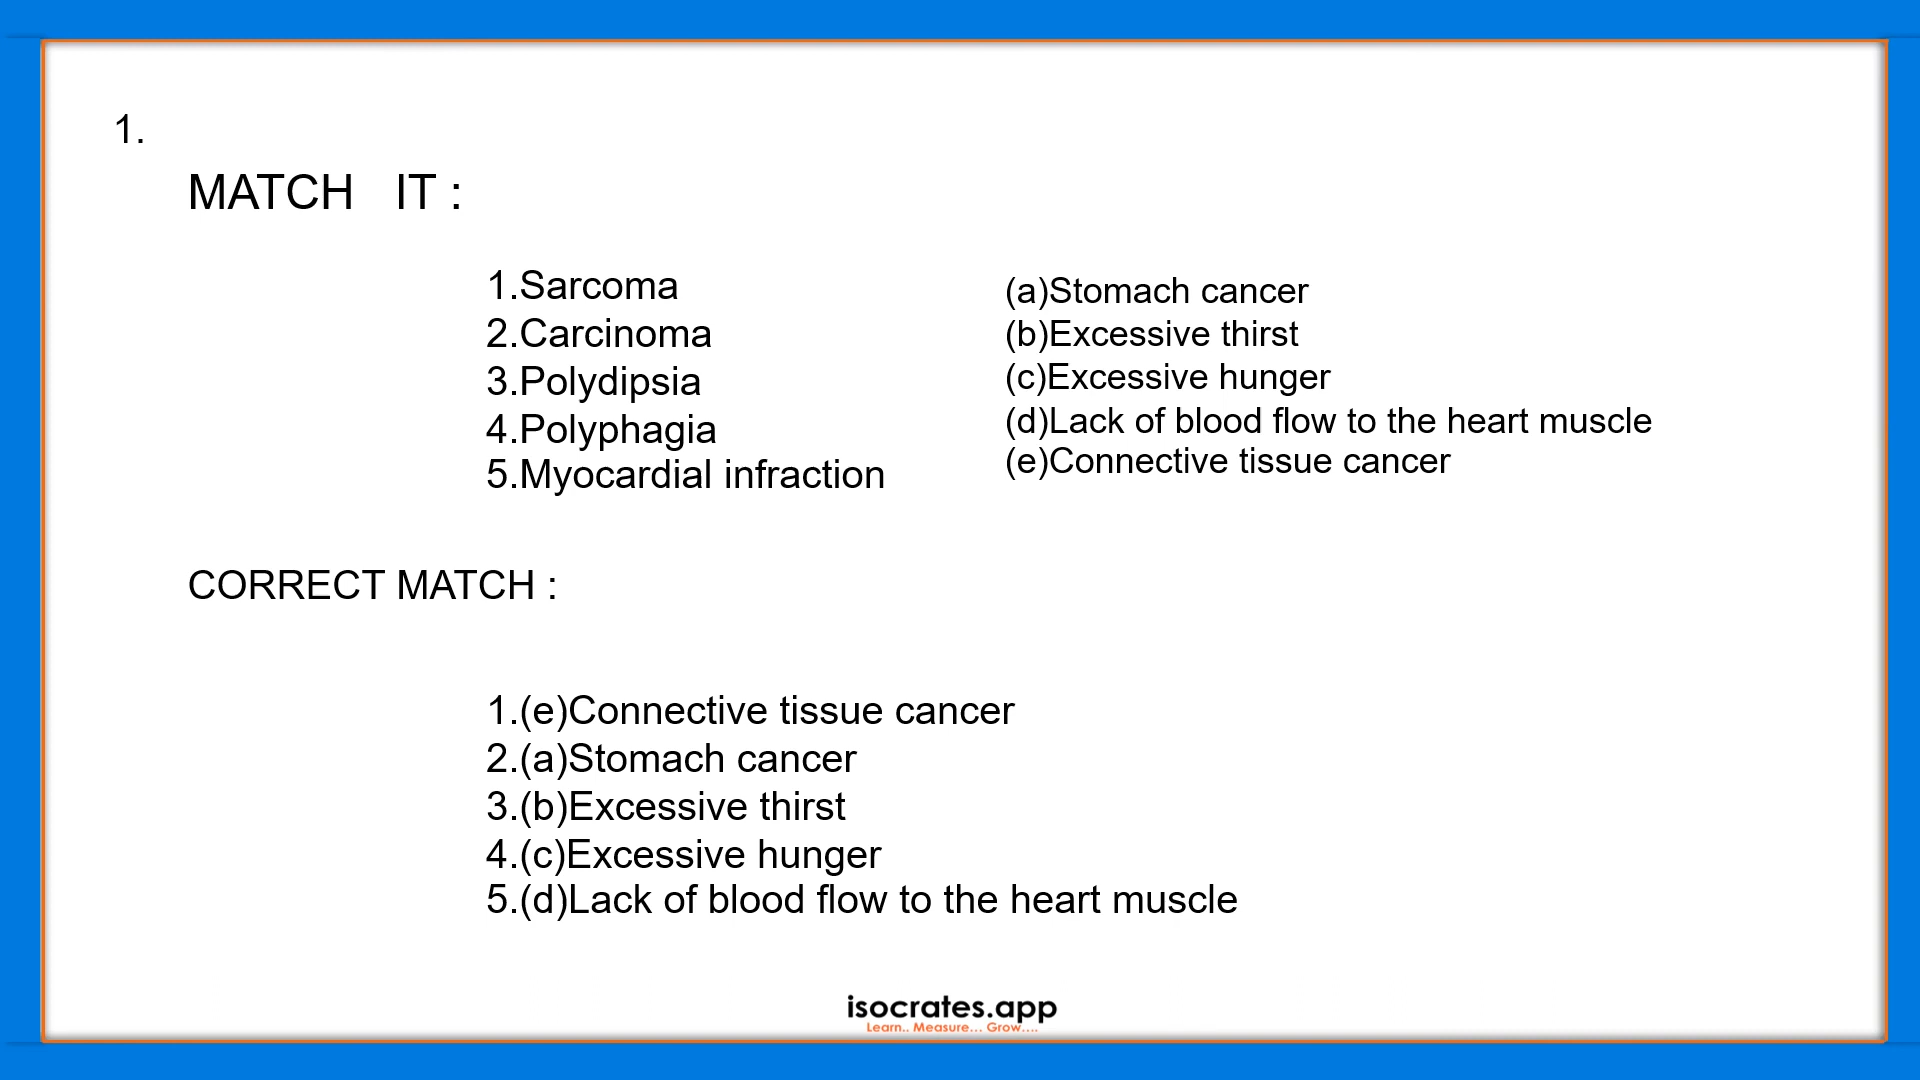 1.
MATCH IT :
1.Sarcoma
2.Carcinoma
3.Polydipsia
4.Polyphagia
5.Myocardial infraction
(a)Stomach cancer
(b)Excessive thirst
(c)Excessive hunger
(d)Lack of blood flow to the heart muscle
(e)Connective tissue cancer
CORRECT MATCH :
1.(e)Connective tissue cancer
2.(a)Stomach cancer
3.(b)Excessive thirst
4.(c)Excessive hunger
5.(d)Lack of blood flow to the heart muscle
isocrates.app
Learn.. Measure... Grow....